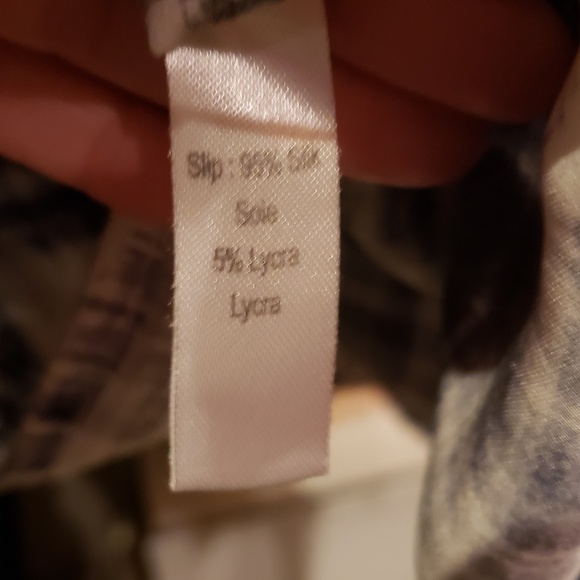 Slip : 95% Silk
Soie
5% Lycra
Lycra